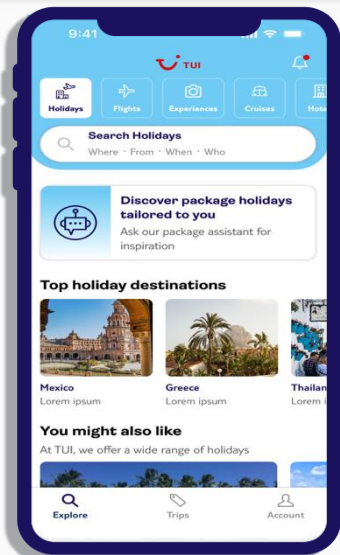 9:41
TUI
Holidays
Flights
Experiences
Cruises
Hote
Search Holidays
Where · From · When · Who
Discover package holidays
tailored to you
Ask our package assistant for
inspiration
Top holiday destinations
Mexico
Greece
Thailan
Lorem ipsum
Lorem ipsum
Lorem i
You might also like
At TUI, we offer a wide range of holidays
Explore
Trips
Account